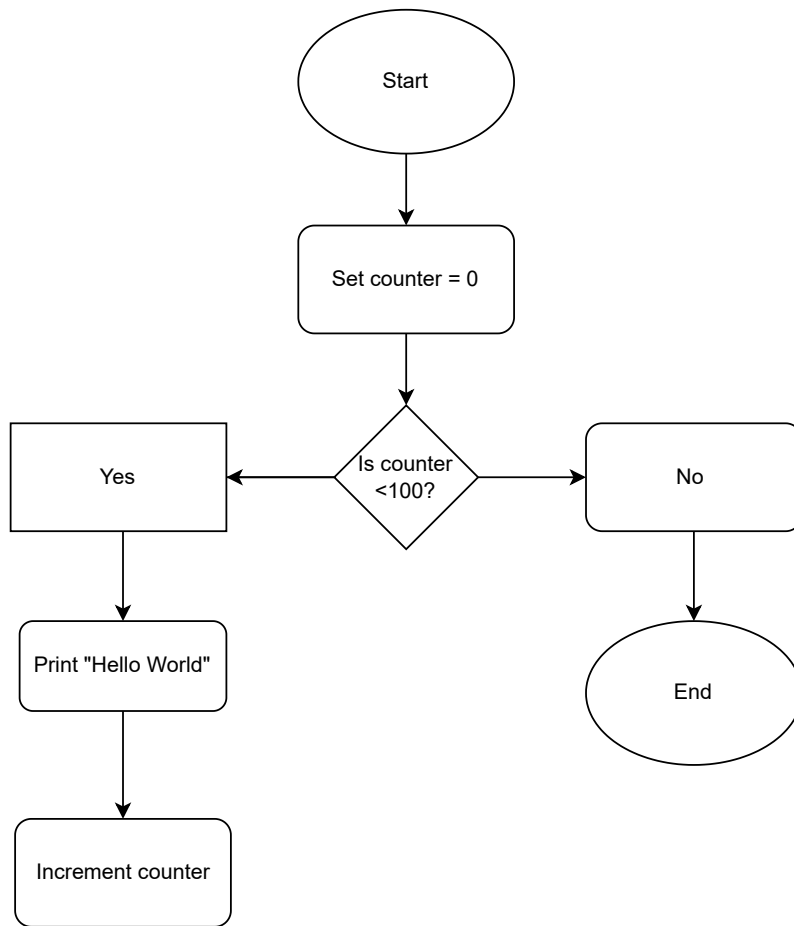 Start
Set counter = 0
Is counter
<100?
Yes
No
Print "Hello World"
End
Increment counter